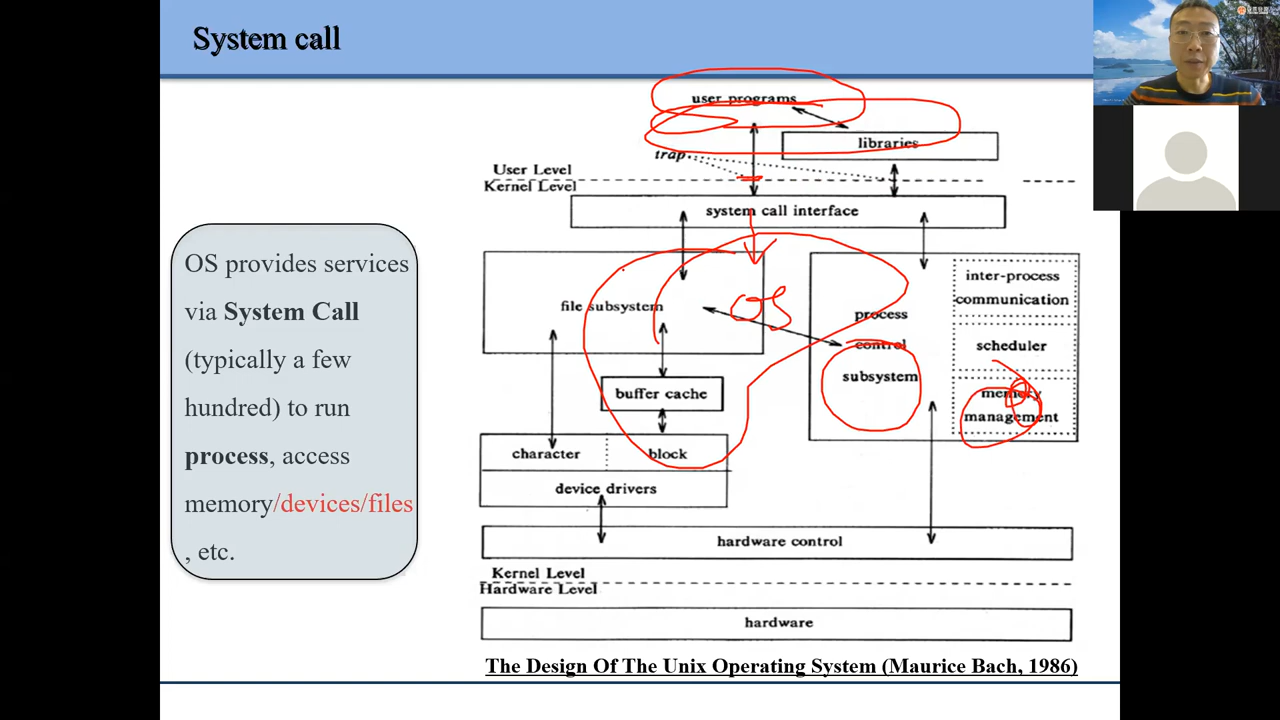 System call
OS provides services
via System Call
(typically a few
hundred) to run
process, access
memory/devices/files
, etc.
user programs
libraries
trap
User Level
Kernel Level
system call interface
file subsystem
OS
buffer cache
character
block
device drivers
process
control
subsystem
inter-process
communication
scheduler
memory
management
hardware control
Kernel Level
Hardware Level
hardware
The Design Of The Unix Operating System (Maurice Bach, 1986)